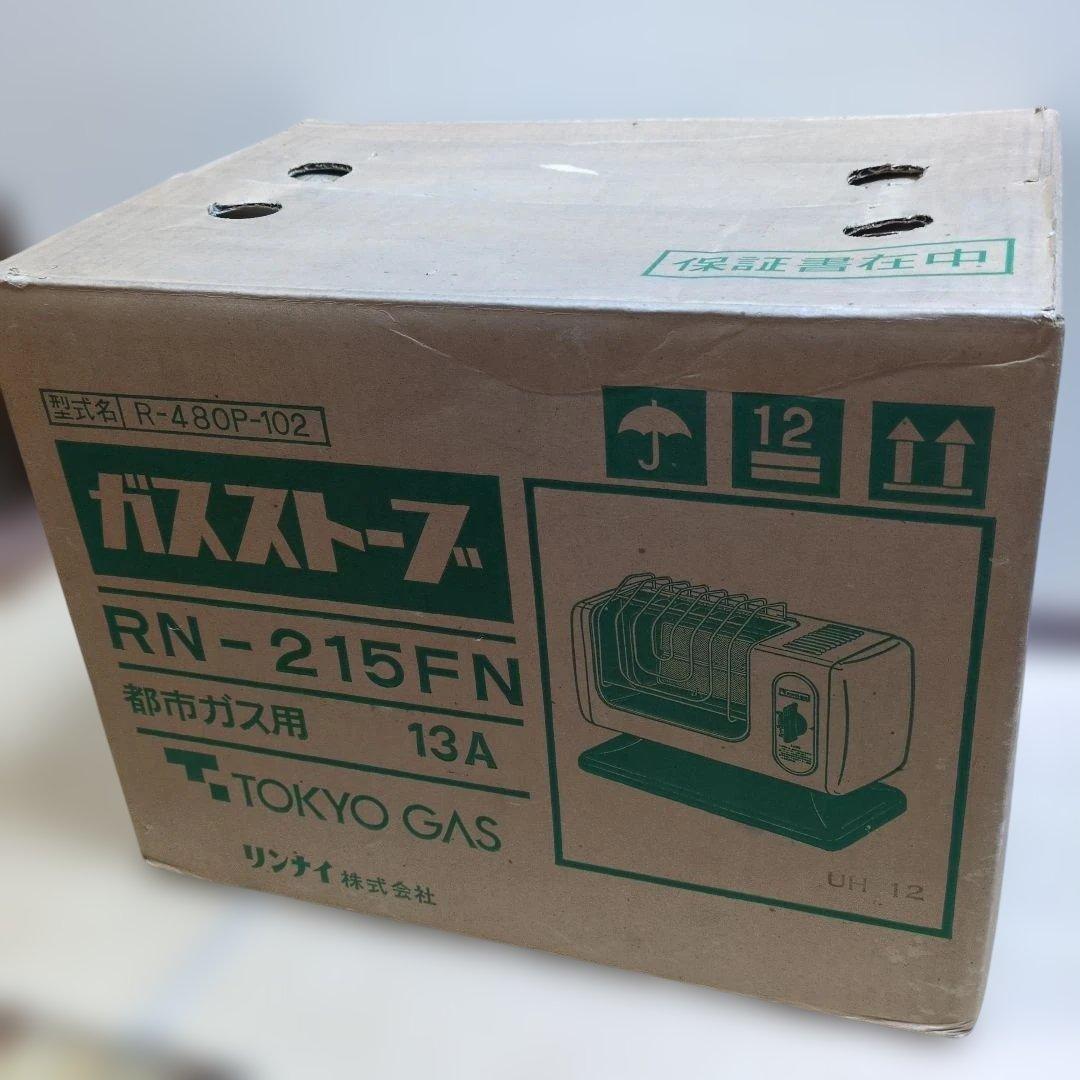 保証書在中
型式名 R-480P-102
12
ガスストーブ
RN-215FN
都市ガス用 13A
TOKYO GAS
リンナイ株式会社
UH 12